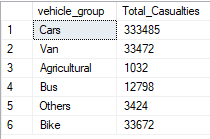 vehicle_group Total_Casualties
1 Cars 333485
2 Van 33472
3 Agricultural 1032
4 Bus 12798
5 Others 3424
6 Bike 33672